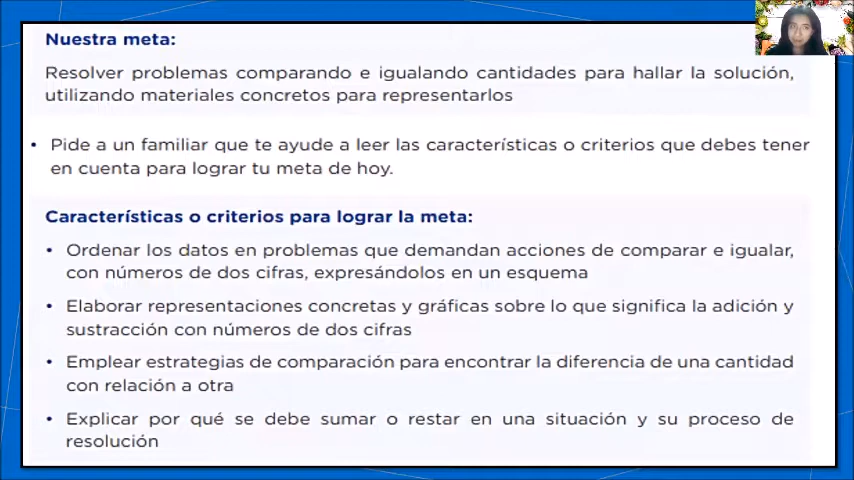 Nuestra meta:
Resolver problemas comparando e igualando cantidades para hallar la solución,
utilizando materiales concretos para representarlos
• Pide a un familiar que te ayude a leer las características o criterios que debes tener
en cuenta para lograr tu meta de hoy.
Características o criterios para lograr la meta:
• Ordenar los datos en problemas que demandan acciones de comparar e igualar,
con números de dos cifras, expresándolos en un esquema
• Elaborar representaciones concretas y gráficas sobre lo que significa la adición y
sustracción con números de dos cifras
• Emplear estrategias de comparación para encontrar la diferencia de una cantidad
con relación a otra
• Explicar por qué se debe sumar o restar en una situación y su proceso de
resolución